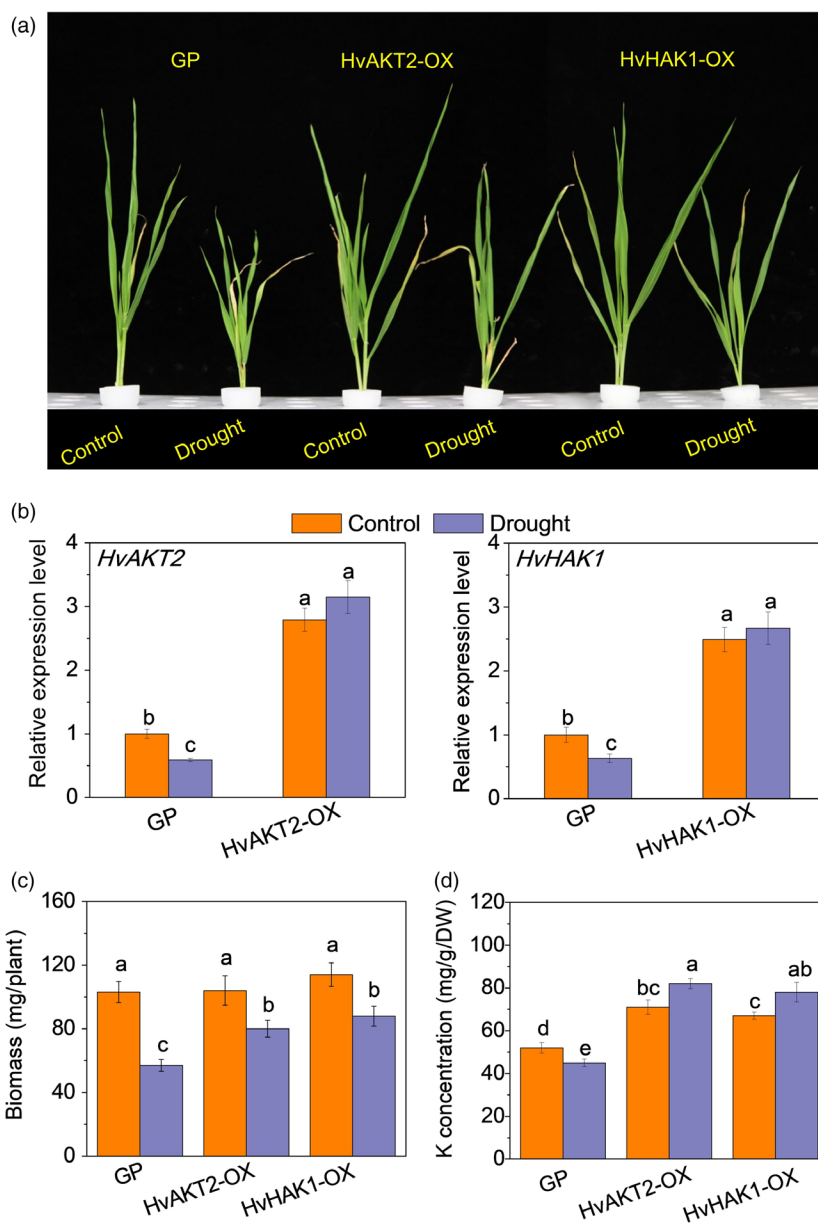 (a)
GP HvAKT2-OX HvHAK1-OX
Control Drought Control Drought Control Drought
(b)
Control Drought
HvAKT2
Relative expression level
4
3
2
1
0
b c a a
GP HvAKT2-OX
HvHAK1
Relative expression level
4
3
2
1
0
b c a a
GP HvHAK1-OX
(c)
Biomass (mg/plant)
160
120
80
40
0
a c a b a b
GP HvAKT2-OX HvHAK1-OX
(d)
K concentration (mg/g/DW)
120
100
80
60
40
20
0
d e bc a c ab
GP HvAKT2-OX HvHAK1-OX